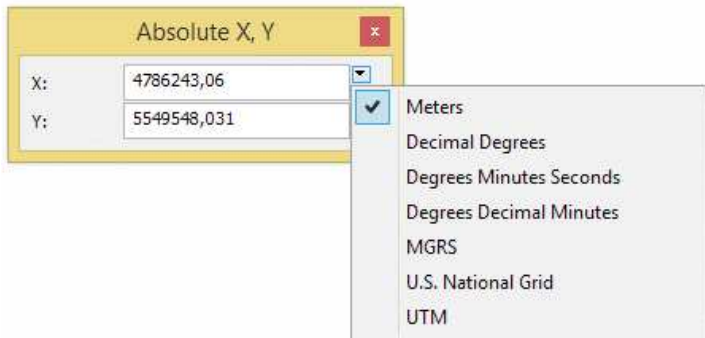 Absolute X, Y
x
X: 4786243,06
Y: 5549548,031
Meters
Decimal Degrees
Degrees Minutes Seconds
Degrees Decimal Minutes
MGRS
U.S. National Grid
UTM